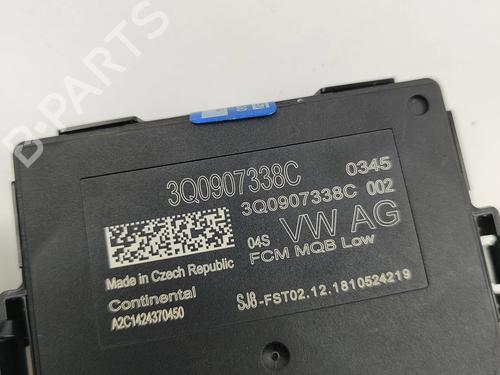 B-PARTS
3Q0907338C 0345
3Q0907338C 002
04S VW AG
FCM MQB Low
Made in Czech Republic
Continental
A2C1424370450
SJ8-FST02.12.1810524219